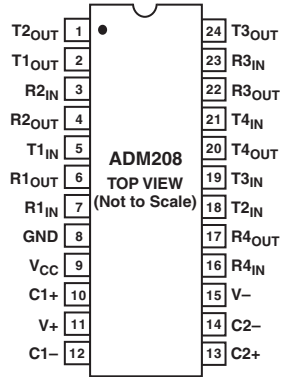 T2OUT 1 24 T3OUT
T1OUT 2 23 R3IN
R2IN 3 22 R3OUT
R2OUT 4 21 T4IN
T1IN 5 20 T4OUT
R1OUT 6 19 T3IN
R1IN 7 18 T2IN
GND 8 17 R4OUT
VCC 9 16 R4IN
C1+ 10 15 V–
V+ 11 14 C2–
C1– 12 13 C2+
ADM208
TOP VIEW
(Not to Scale)